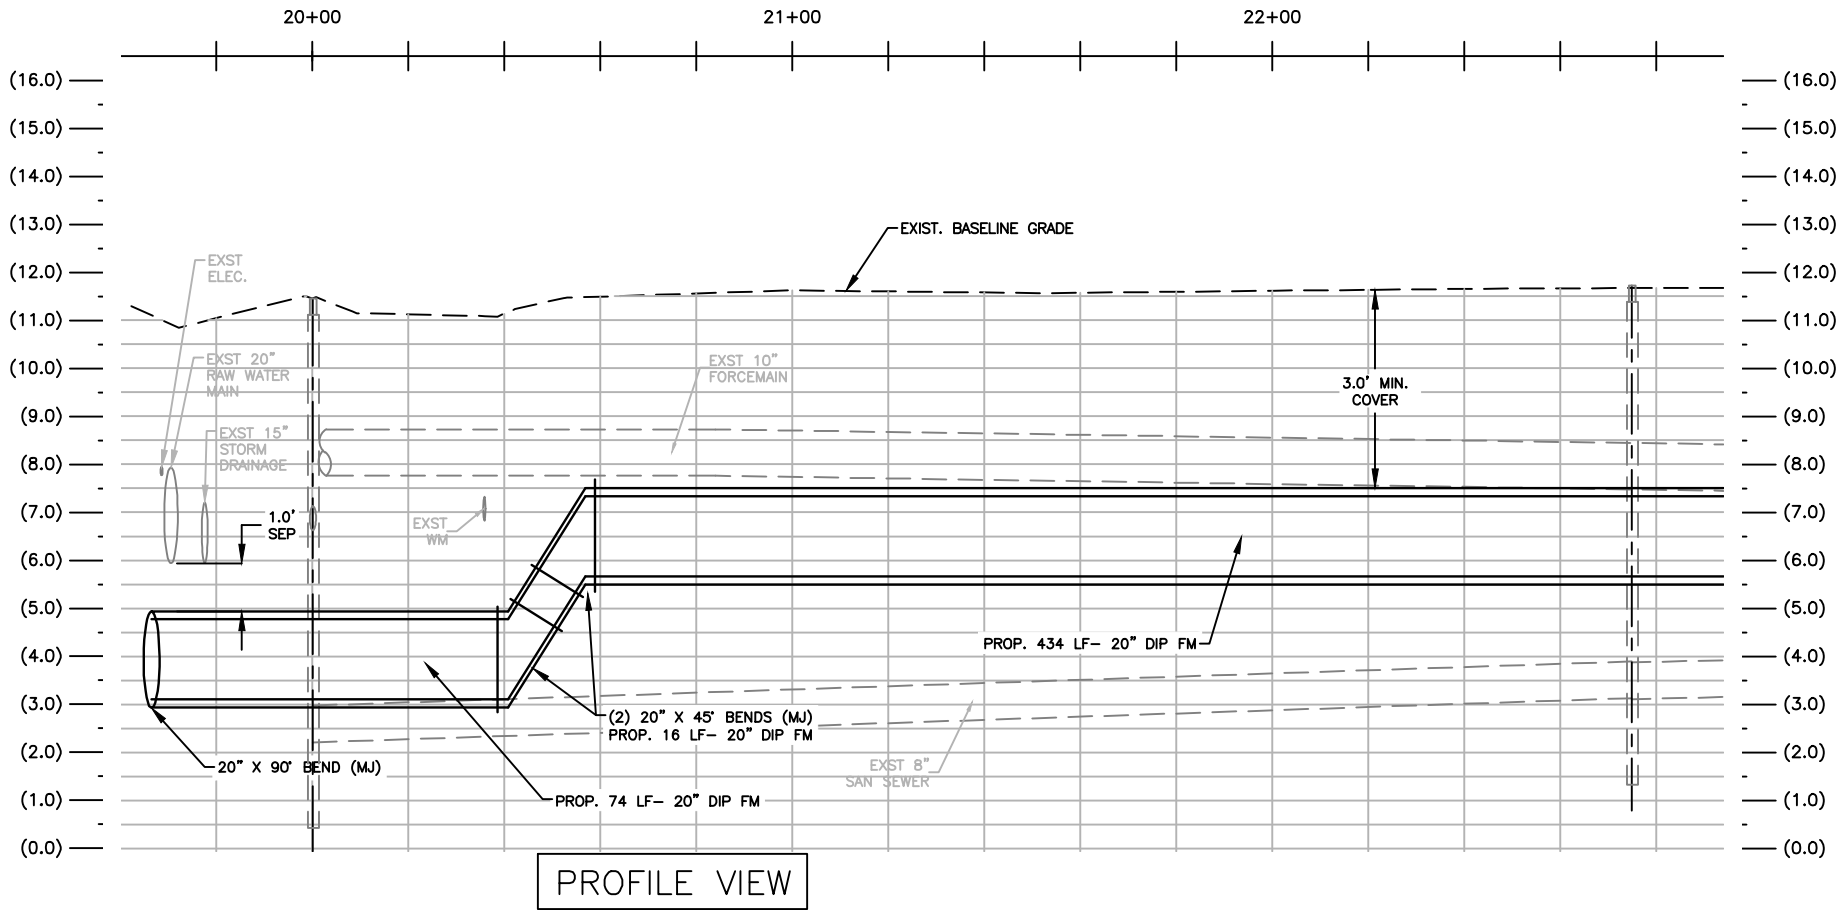 20+00 21+00 22+00
(16.0) (16.0)
(15.0) (15.0)
(14.0) (14.0)
(13.0) (13.0)
EXIST. BASELINE GRADE
EXST
ELEC.
(12.0) (12.0)
(11.0) (11.0)
EXST 20"
RAW WATER
MAIN
EXST 10"
FORCEMAIN
(10.0) (10.0)
3.0' MIN.
COVER
(9.0) (9.0)
EXST 15"
STORM
DRAINAGE
(8.0) (8.0)
(7.0) (7.0)
1.0'
SEP
EXST
WM
(6.0) (6.0)
(5.0) (5.0)
PROP. 434 LF- 20" DIP FM
(4.0) (4.0)
(3.0) (3.0)
(2) 20" X 45° BENDS (MJ)
PROP. 16 LF- 20" DIP FM
(2.0) (2.0)
20" X 90° BEND (MJ)
EXST 8"
SAN SEWER
PROP. 74 LF- 20" DIP FM
(1.0) (1.0)
(0.0) (0.0)
PROFILE VIEW